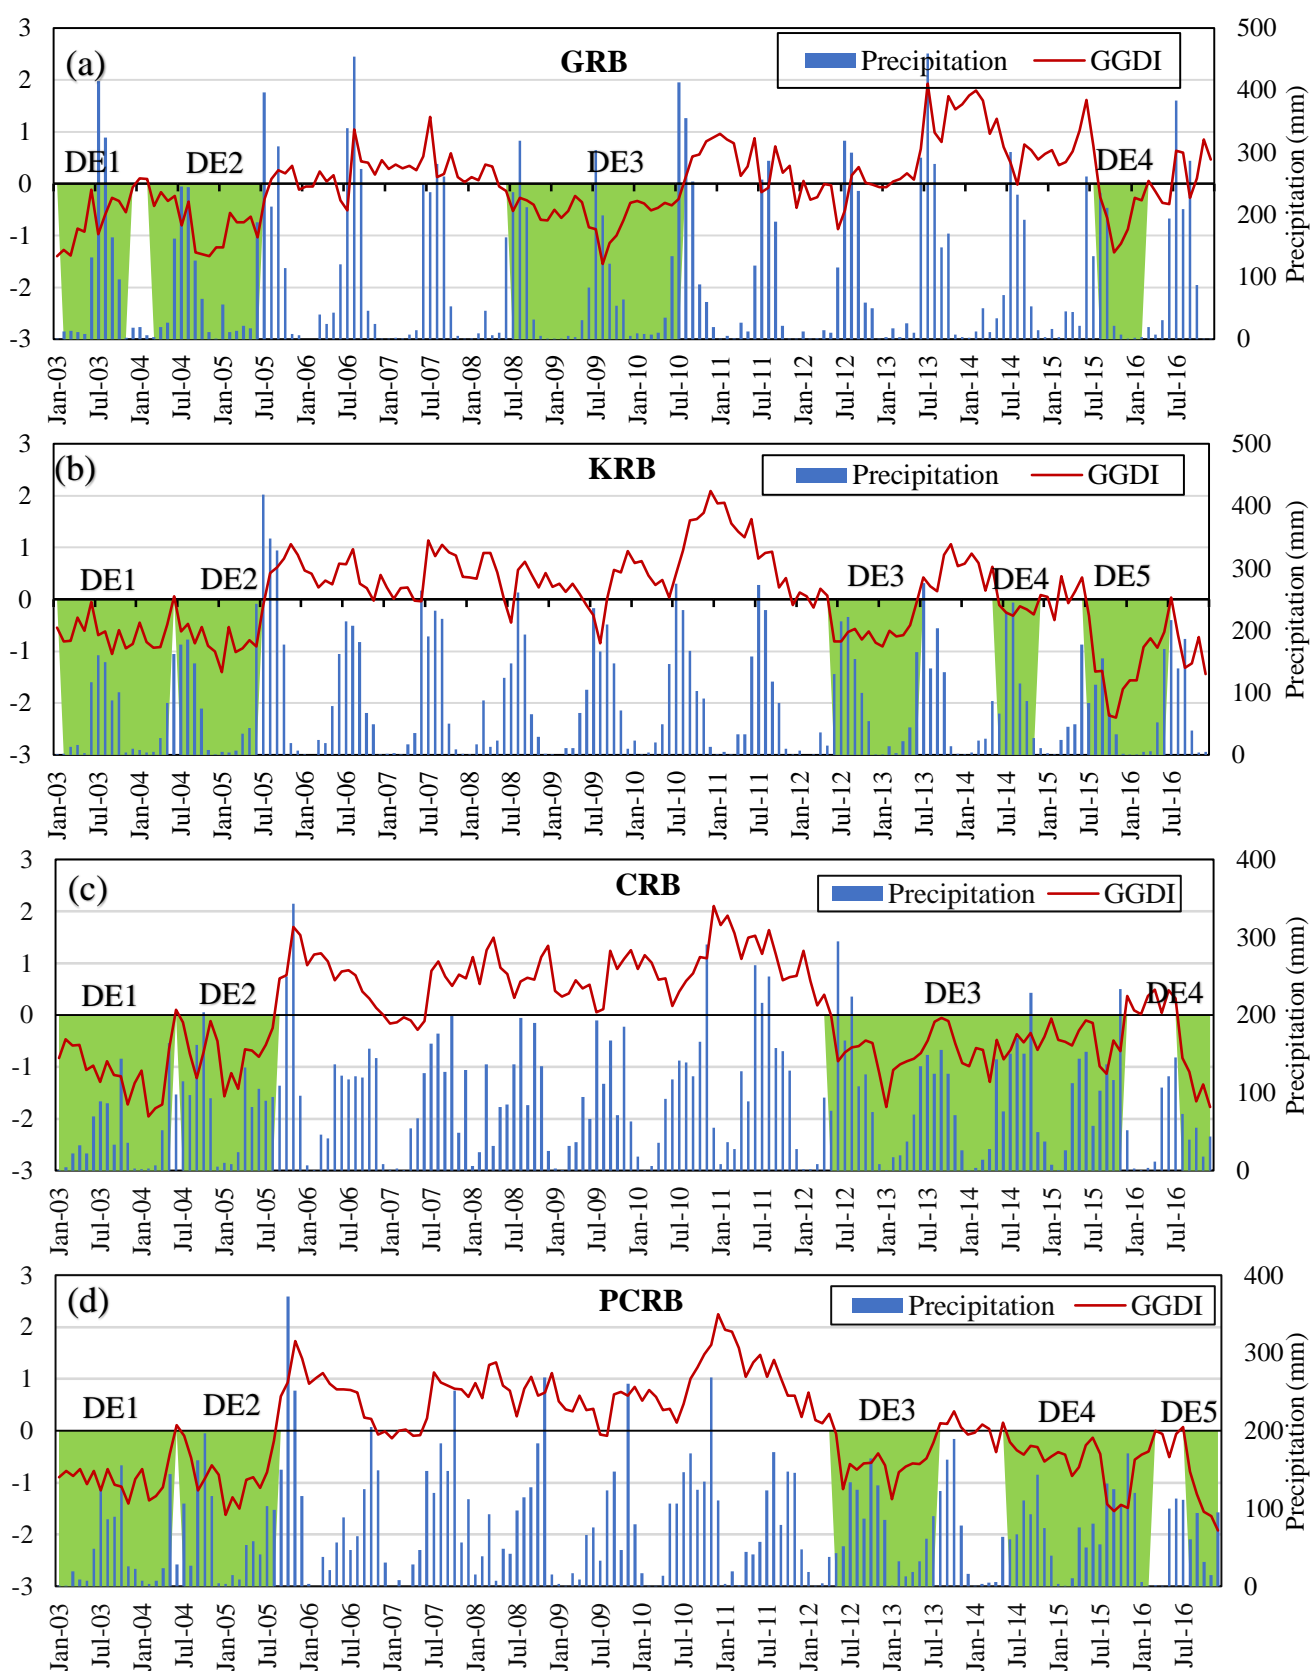 3 500
(a) GRB Precipitation GGDI
2 400
1 300
DE1 DE2 DE3 DE4
0 200
-1
-2 100
-3 0
Precipitation (mm)
Jan-03 Jul-03 Jan-04 Jul-04 Jan-05 Jul-05 Jan-06 Jul-06 Jan-07 Jul-07 Jan-08 Jul-08 Jan-09 Jul-09 Jan-10 Jul-10 Jan-11 Jul-11 Jan-12 Jul-12 Jan-13 Jul-13 Jan-14 Jul-14 Jan-15 Jul-15 Jan-16 Jul-16
3 500
(b) KRB Precipitation GGDI
2 400
1 300
DE1 DE2 DE3 DE4 DE5
0 200
-1
-2 100
-3 0
Precipitation (mm)
Jan-03 Jul-03 Jan-04 Jul-04 Jan-05 Jul-05 Jan-06 Jul-06 Jan-07 Jul-07 Jan-08 Jul-08 Jan-09 Jul-09 Jan-10 Jul-10 Jan-11 Jul-11 Jan-12 Jul-12 Jan-13 Jul-13 Jan-14 Jul-14 Jan-15 Jul-15 Jan-16 Jul-16
3 400
(c) CRB Precipitation GGDI
2 300
1
DE1 DE2 DE3 DE4
0 200
-1 100
-2
-3 0
Precipitation (mm)
Jan-03 Jul-03 Jan-04 Jul-04 Jan-05 Jul-05 Jan-06 Jul-06 Jan-07 Jul-07 Jan-08 Jul-08 Jan-09 Jul-09 Jan-10 Jul-10 Jan-11 Jul-11 Jan-12 Jul-12 Jan-13 Jul-13 Jan-14 Jul-14 Jan-15 Jul-15 Jan-16 Jul-16
3 400
(d) PCRB Precipitation GGDI
2 300
1
DE1 DE2 DE3 DE4 DE5
0 200
-1 100
-2
-3 0
Precipitation (mm)
Jan-03 Jul-03 Jan-04 Jul-04 Jan-05 Jul-05 Jan-06 Jul-06 Jan-07 Jul-07 Jan-08 Jul-08 Jan-09 Jul-09 Jan-10 Jul-10 Jan-11 Jul-11 Jan-12 Jul-12 Jan-13 Jul-13 Jan-14 Jul-14 Jan-15 Jul-15 Jan-16 Jul-16